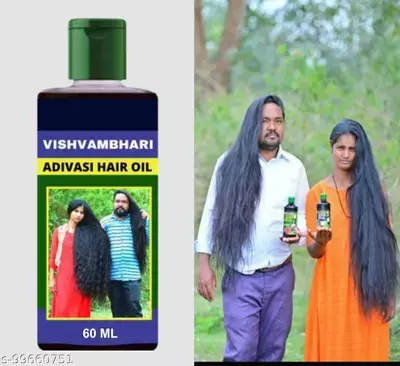 VISHVAMBHARI
ADIVASI HAIR OIL
60 ML
S-99660751